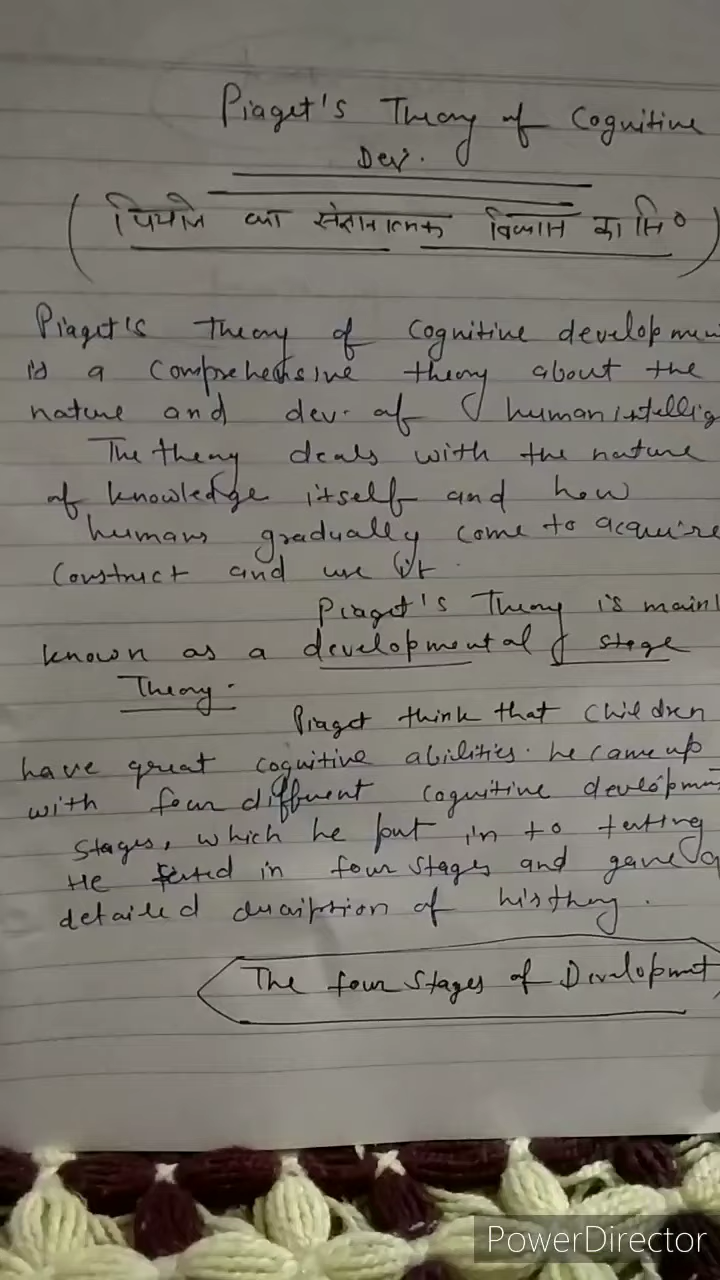 Piaget's Theory of Cognitive
Dev.
(पियाजे का संज्ञानात्मक विकास का सि०)
Piaget's Theory of Cognitive developmen
is a comprehensive theory about the
nature and dev. of human intellig
The theory deals with the nature
of knowledge itself and how
humans gradually come to acquire
construct and use it.
Piaget's Theory is mainl
known as a developmental stage
Theory.
Piaget think that children
have great cognitive abilities. he came up
with four different cognitive developm
stages, which he put in to testing
He tested in four stages and gave a
detailed description of his theory.
The four stages of Development
PowerDirector